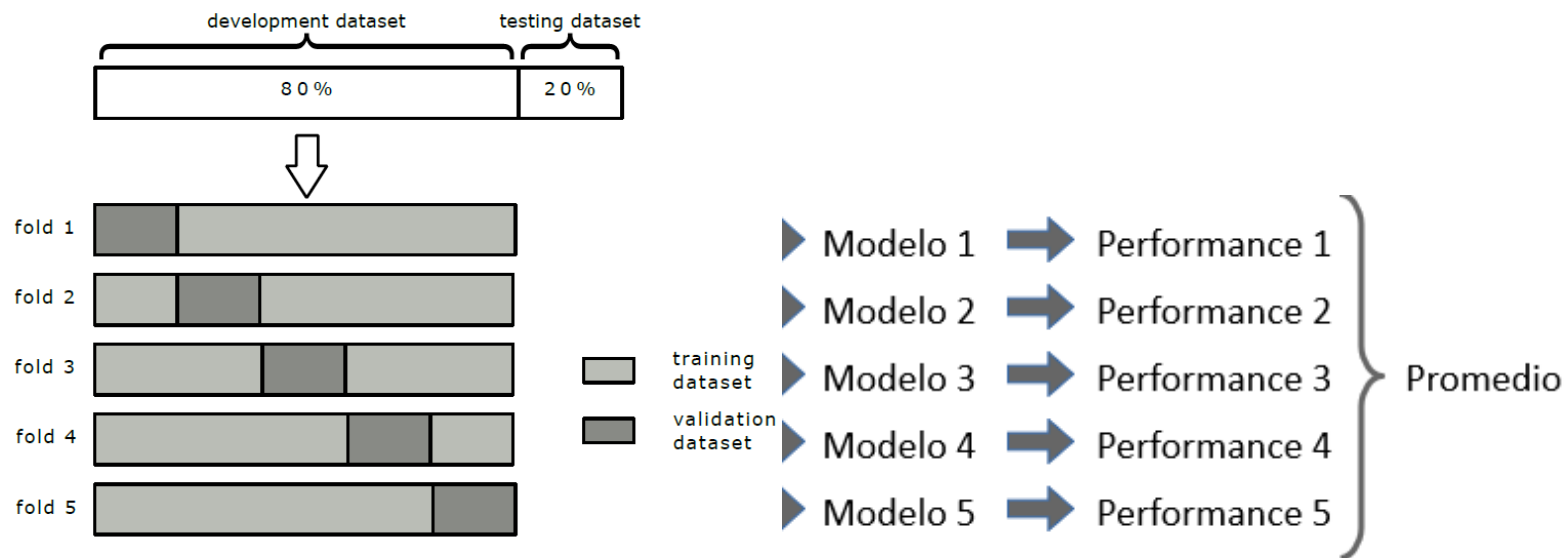 development dataset
testing dataset
80%
20%
fold 1
fold 2
fold 3
fold 4
fold 5
training
dataset
validation
dataset
Modelo 1
Performance 1
Modelo 2
Performance 2
Modelo 3
Performance 3
Modelo 4
Performance 4
Modelo 5
Performance 5
Promedio